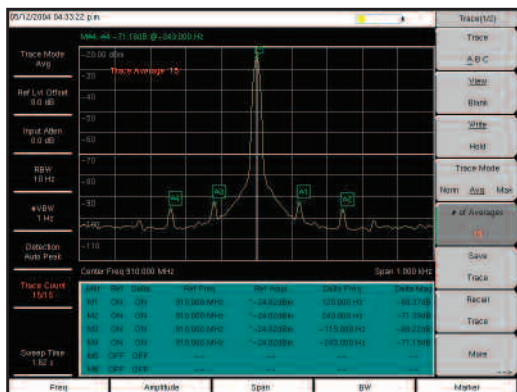 05/12/2004 04:33:22 p.m.
Trace(1/2)
-71.18dB @ -240.000 Hz
Trace Mode
Avg
Ref Lvl Offset
0.0 dB
Input Atten
0.0 dB
RBW
10 Hz
#VBW
1 Hz
Detection
Auto Peak
Trace Count
15/15
Sweep Time
1.82 s
-20.00 dBm
Trace Average 15
-30
-40
-50
-60
-70
-80
-90
-100
-110
Center Freq 910.000 MHz
Span 1.000 kHz
Mkr Ref Delta Ref Freq Ref Ampl Delta Freq Delta Mag
M1 ON ON 910.000 MHz -24.02dBm 120.000 Hz
M2 ON ON 910.000 MHz -24.02dBm 240.000 Hz
M3 ON ON 910.000 MHz -24.02dBm -115.000 Hz
M4 ON ON 910.000 MHz -24.02dBm -240.000 Hz
M5 OFF OFF -- -- -- --
M6 OFF OFF -- -- -- --
Trace
A B C
View
Blank
Write
Hold
Trace Mode
Norm Avg Max
# of Averages
15
Save
Trace
Recall
Trace
More
-->
Freq
Amplitude
Span
BW
Marker